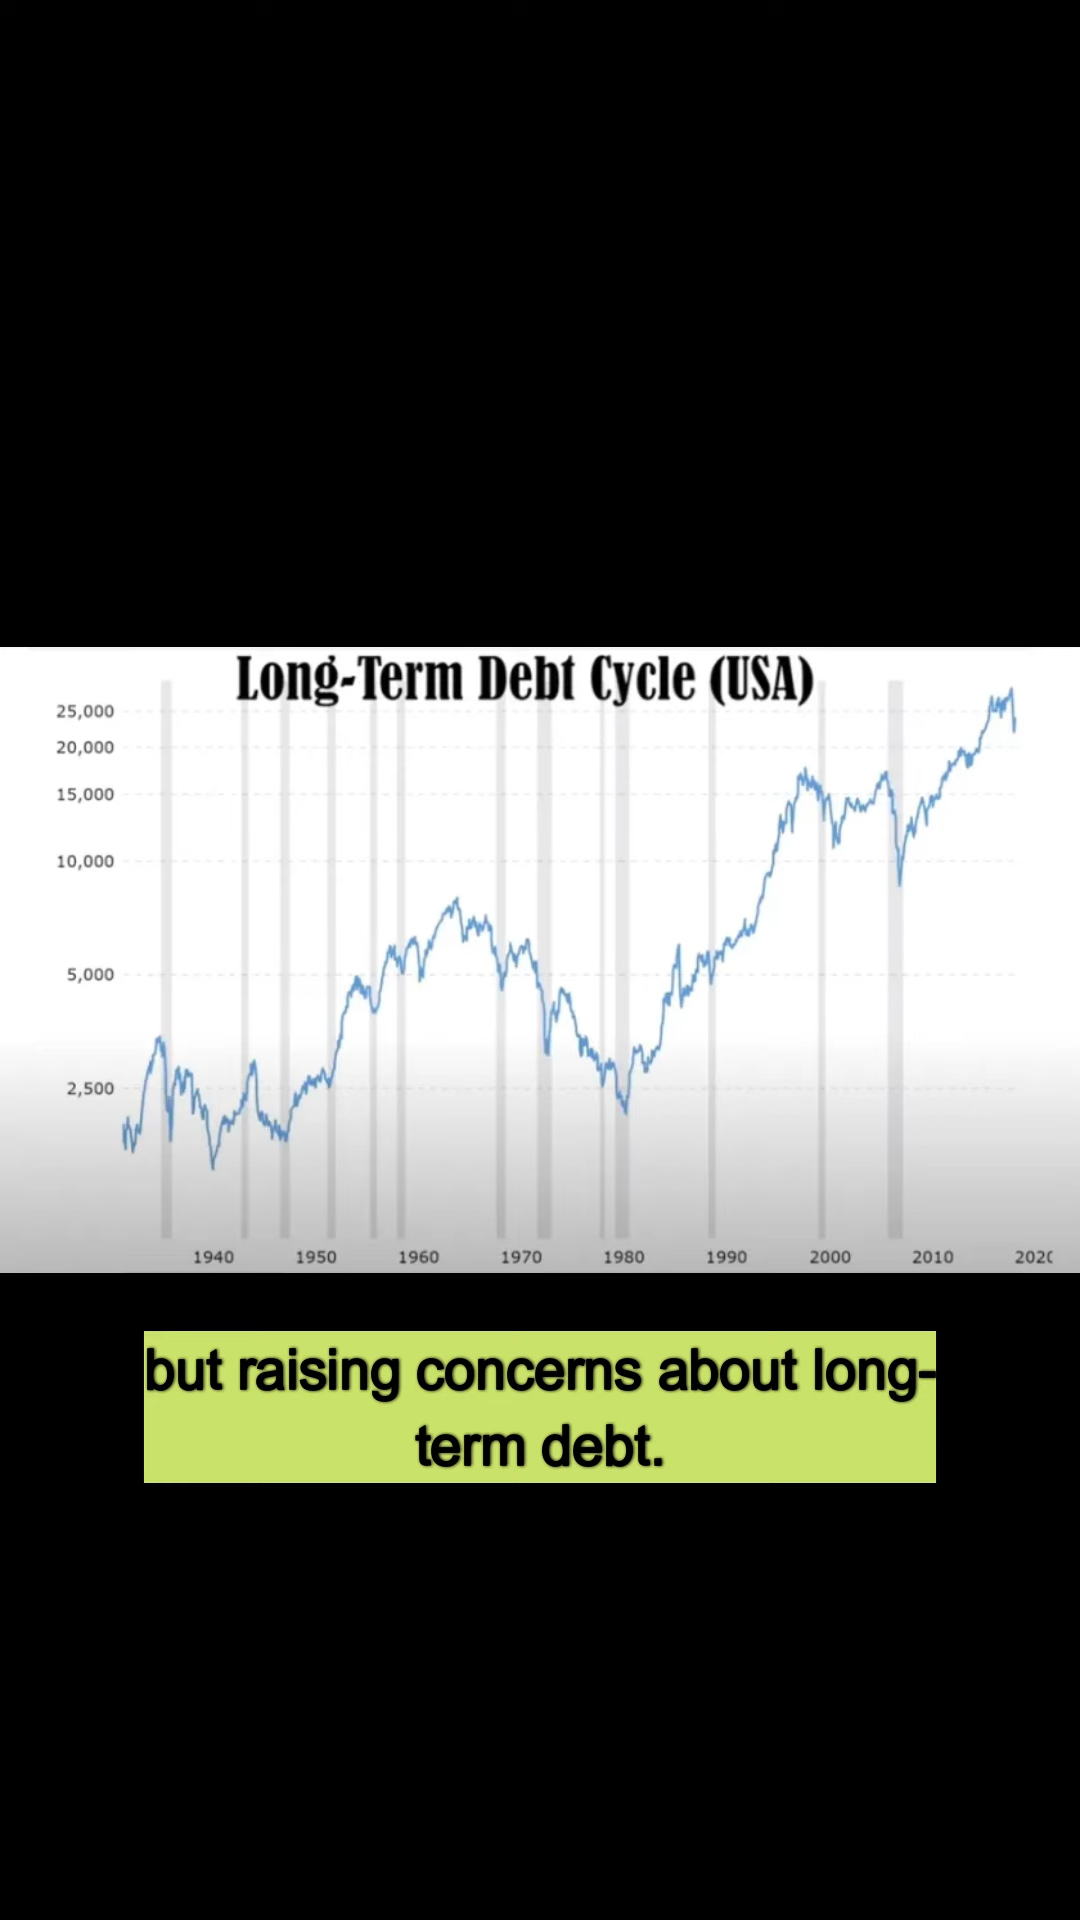 Long-Term Debt Cycle (USA)
25,000
20,000
15,000
10,000
5,000
2,500
1940 1950 1960 1970 1980 1990 2000 2010 2020
but raising concerns about long-
term debt.